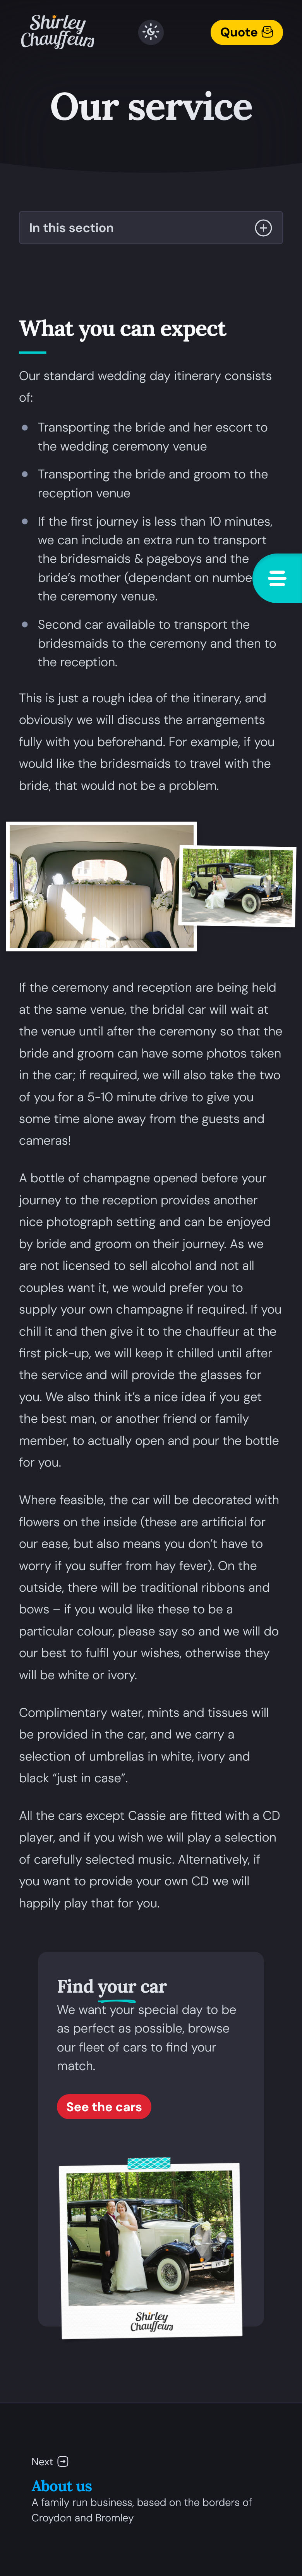 Shirley
Chauffeurs
Quote
Our service
In this section
What you can expect
Our standard wedding day itinerary consists
of:
Transporting the bride and her escort to
the wedding ceremony venue
Transporting the bride and groom to the
reception venue
If the first journey is less than 10 minutes,
we can include an extra run to transport
the bridesmaids & pageboys and the
bride's mother (dependant on numbe
the ceremony venue.
Second car available to transport the
bridesmaids to the ceremony and then to
the reception.
This is just a rough idea of the itinerary, and
obviously we will discuss the arrangements
fully with you beforehand. For example, if you
would like the bridesmaids to travel with the
bride, that would not be a problem.
If the ceremony and reception are being held
at the same venue, the bridal car will wait at
the venue until after the ceremony so that the
bride and groom can have some photos taken
in the car; if required, we will also take the two
of you for a 5-10 minute drive to give you
some time alone away from the guests and
cameras!
A bottle of champagne opened before your
journey to the reception provides another
nice photograph setting and can be enjoyed
by bride and groom on their journey. As we
are not licensed to sell alcohol and not all
couples want it, we would prefer you to
supply your own champagne if required. If you
chill it and then give it to the chauffeur at the
first pick-up, we will keep it chilled until after
the service and will provide the glasses for
you. We also think it's a nice idea if you get
the best man, or another friend or family
member, to actually open and pour the bottle
for you.
Where feasible, the car will be decorated with
flowers on the inside (these are artificial for
our ease, but also means you don't have to
worry if you suffer from hay fever). On the
outside, there will be traditional ribbons and
bows – if you would like these to be a
particular colour, please say so and we will do
our best to fulfil your wishes, otherwise they
will be white or ivory.
Complimentary water, mints and tissues will
be provided in the car, and we carry a
selection of umbrellas in white, ivory and
black “just in case”.
All the cars except Cassie are fitted with a CD
player, and if you wish we will play a selection
of carefully selected music. Alternatively, if
you want to provide your own CD we will
happily play that for you.
Find your car
We want your special day to be
as perfect as possible, browse
our fleet of cars to find your
match.
See the cars
Shirley
Chauffeurs
Next
About us
A family run business, based on the borders of
Croydon and Bromley